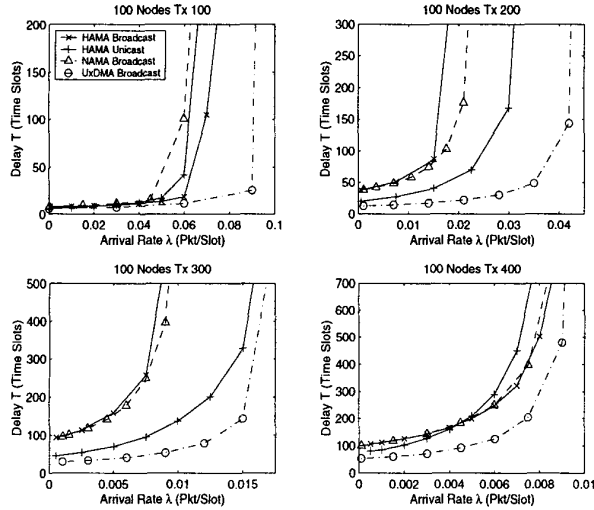 100 Nodes Tx 100
200
150
100
50
0
Delay T (Time Slots)
HAMA Broadcast
HAMA Unicast
NAMA Broadcast
UxDMA Broadcast
0
0.02
0.04
0.06
0.08
0.1
Arrival Rate λ (Pkt/Slot)
100 Nodes Tx 200
300
250
200
150
100
50
0
Delay T (Time Slots)
0
0.01
0.02
0.03
0.04
Arrival Rate λ (Pkt/Slot)
100 Nodes Tx 300
500
400
300
200
100
0
Delay T (Time Slots)
0
0.005
0.01
0.015
Arrival Rate λ (Pkt/Slot)
100 Nodes Tx 400
700
600
500
400
300
200
100
0
Delay T (Time Slots)
0
0.002
0.004
0.006
0.008
0.01
Arrival Rate λ (Pkt/Slot)